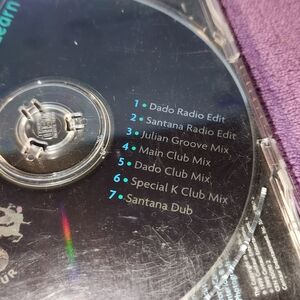 earn
1 • Dado Radio Edit
2 • Santana Radio Edit
3 • Julian Groove Mix
4 • Main Club Mix
5 • Dado Club Mix
6 • Special K Club Mix
7 • Santana Dub